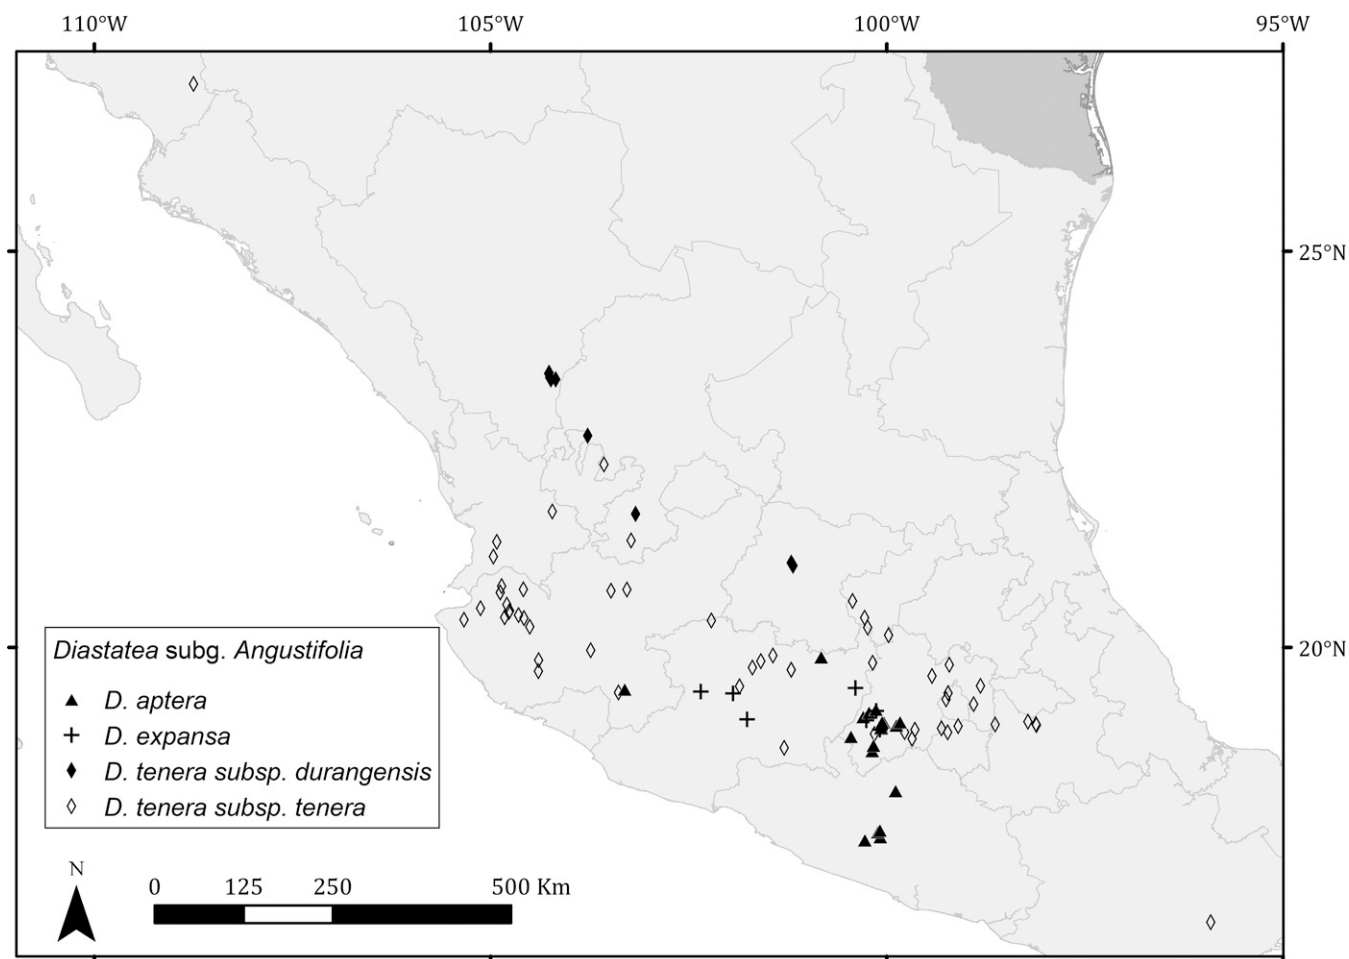 110°W 105°W 100°W 95°W
25°N
20°N
Diastatea subg. Angustifolia
D. aptera
D. expansa
D. tenera subsp. durangensis
D. tenera subsp. tenera
N
0 125 250 500 Km